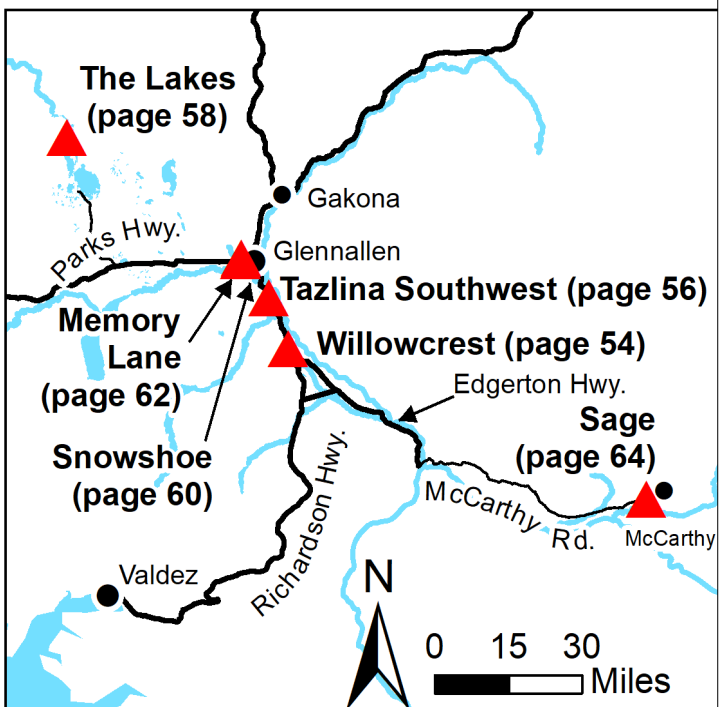 The Lakes
(page 58)
Gakona
Parks Hwy.
Glennallen
Tazlina Southwest (page 56)
Memory
Lane
(page 62)
Willowcrest (page 54)
Edgerton Hwy.
Sage
(page 64)
Snowshoe
(page 60)
Richardson Hwy.
McCarthy Rd.
McCarthy
Valdez
N
0 15 30
Miles